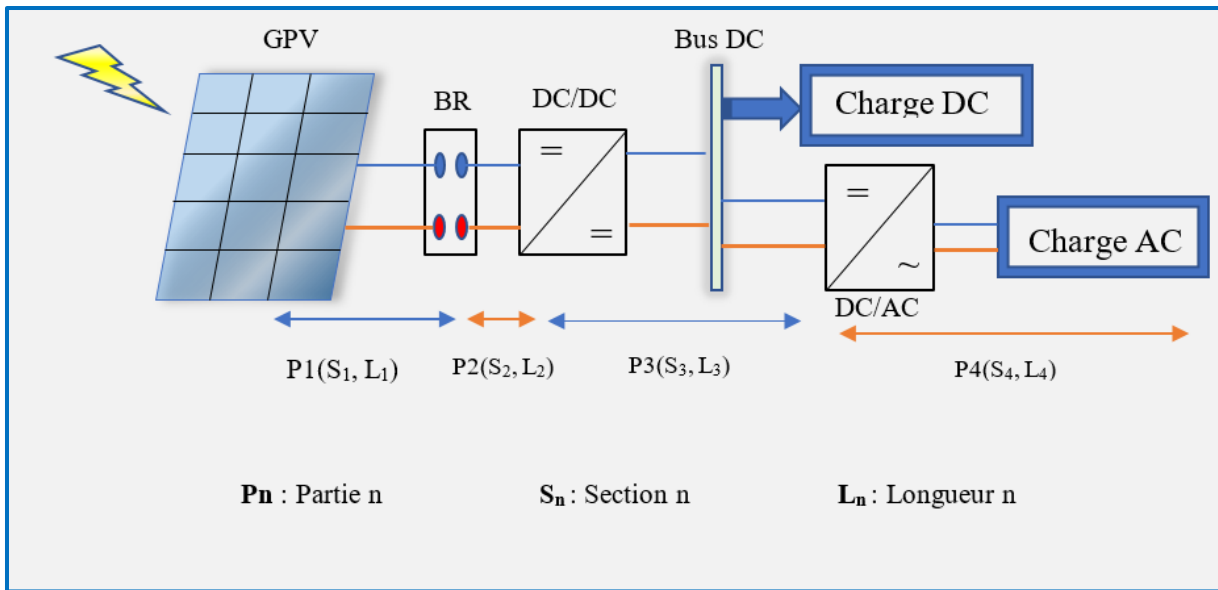 GPV
Bus DC
BR
DC/DC
Charge DC
=
=
=
~
Charge AC
DC/AC
P1(S₁, L₁)
P2(S₂, L₂)
P3(S₃, L₃)
P4(S₄, L₄)
Pn : Partie n
Sₙ : Section n
Lₙ : Longueur n